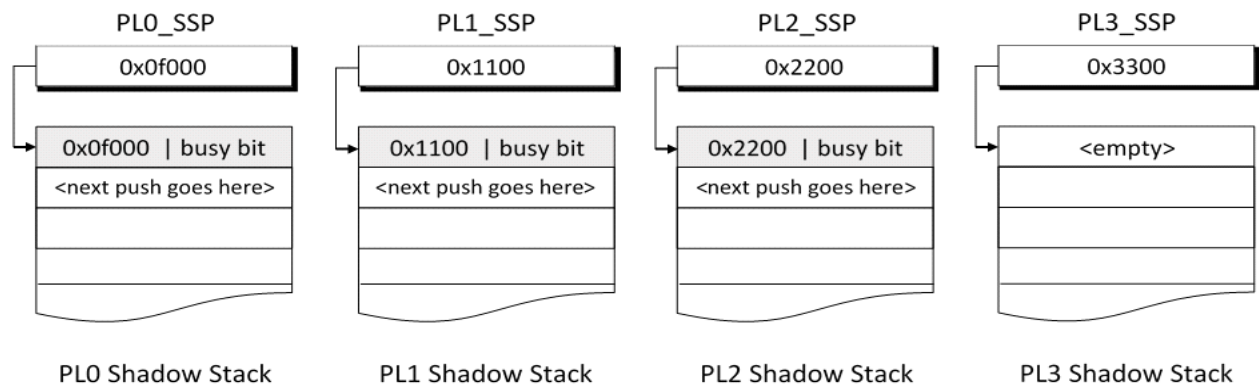 PL0_SSP
PL1_SSP
PL2_SSP
PL3_SSP
0x0f000
0x1100
0x2200
0x3300
0x0f000 | busy bit
0x1100 | busy bit
0x2200 | busy bit
<empty>
<next push goes here>
<next push goes here>
<next push goes here>
PL0 Shadow Stack
PL1 Shadow Stack
PL2 Shadow Stack
PL3 Shadow Stack